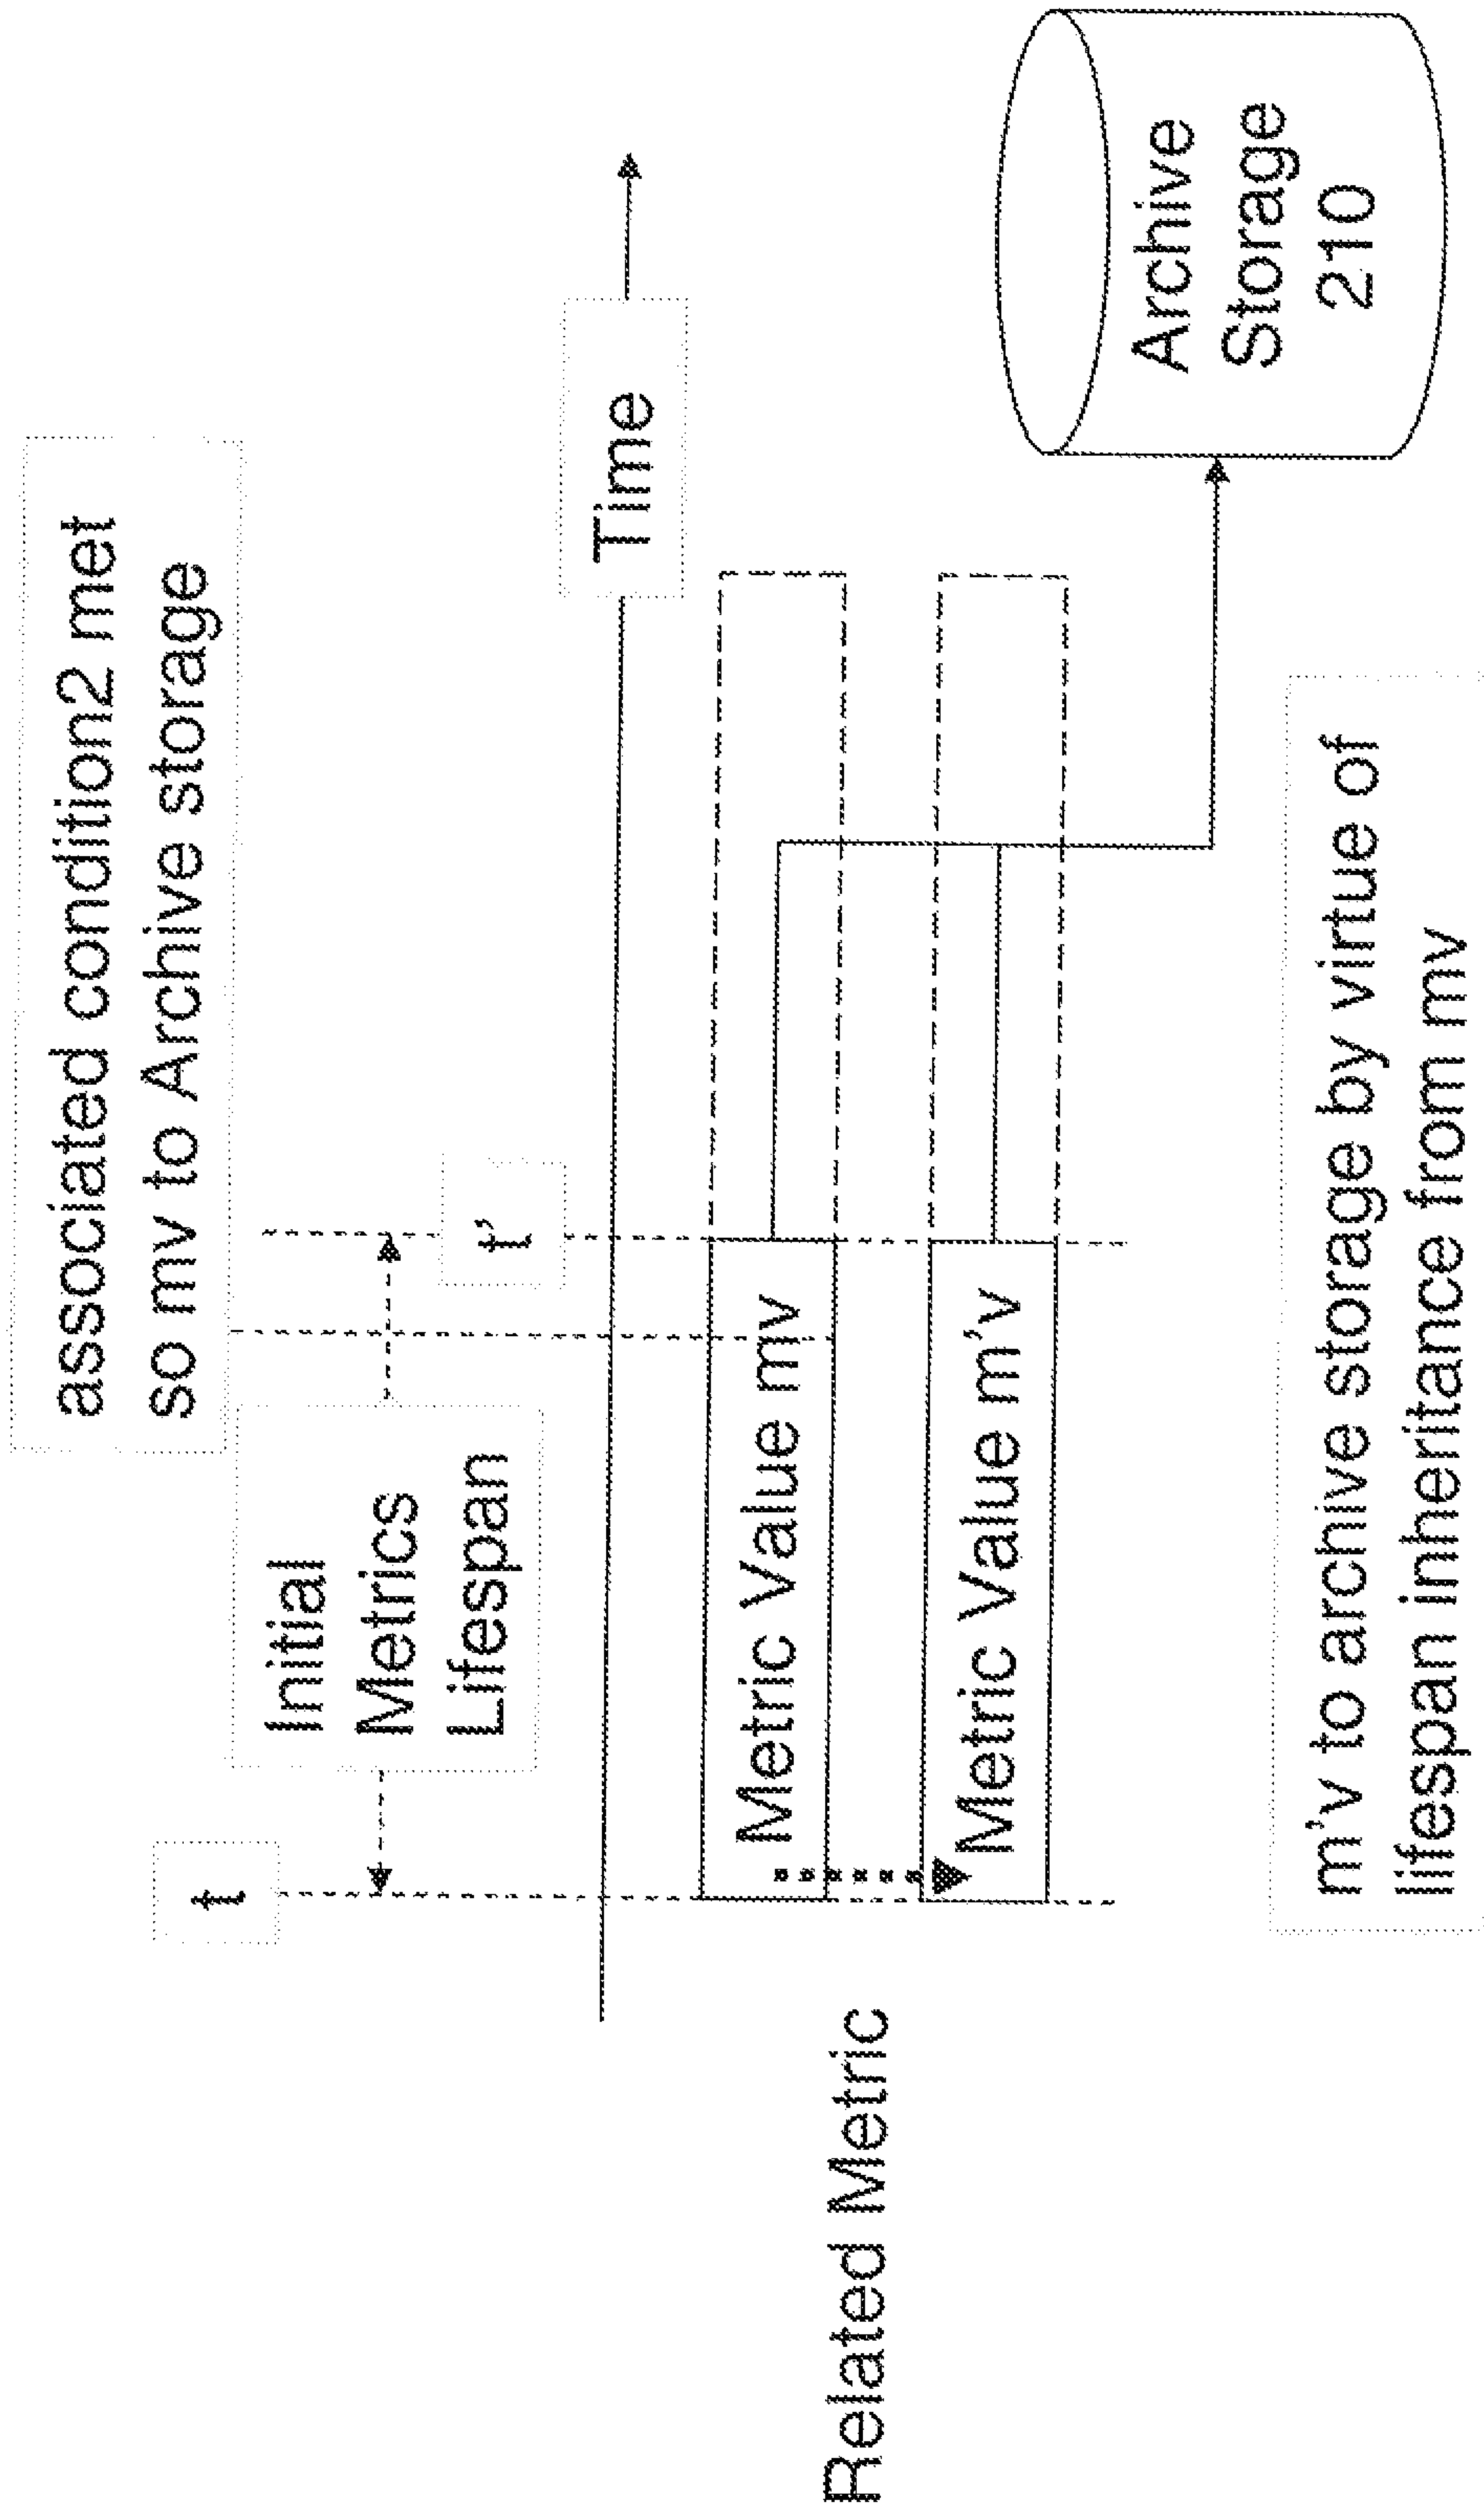 associated condition2 met
so mv to Archive storage
t
Initial
Metrics
Lifespan
t'
Time
Related Metric
Metric Value mv
Metric Value m'v
Archive
Storage
210
m'v to archive storage by virtue of
lifespan inheritance from mv